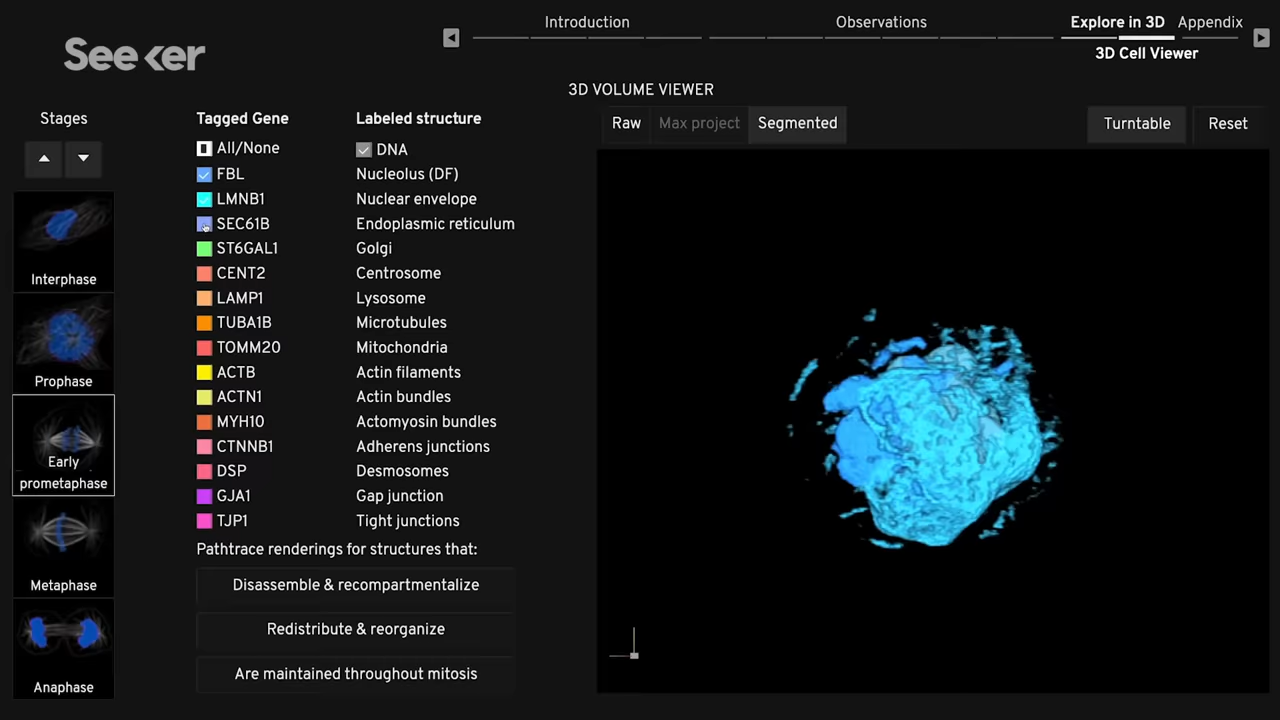 Introduction
Observations
Explore in 3D
Appendix
Seeker
3D Cell Viewer
3D VOLUME VIEWER
Stages
Tagged Gene
Labeled structure
Raw
Max project
Segmented
Turntable
Reset
All/None
DNA
FBL
Nucleolus (DF)
LMNB1
Nuclear envelope
SEC61B
Endoplasmic reticulum
ST6GAL1
Golgi
CENT2
Centrosome
LAMP1
Lysosome
TUBA1B
Microtubules
TOMM20
Mitochondria
ACTB
Actin filaments
ACTN1
Actin bundles
MYH10
Actomyosin bundles
CTNNB1
Adherens junctions
DSP
Desmosomes
GJA1
Gap junction
TJP1
Tight junctions
Interphase
Prophase
Early
prometaphase
Metaphase
Anaphase
Pathtrace renderings for structures that:
Disassemble & recompartmentalize
Redistribute & reorganize
Are maintained throughout mitosis